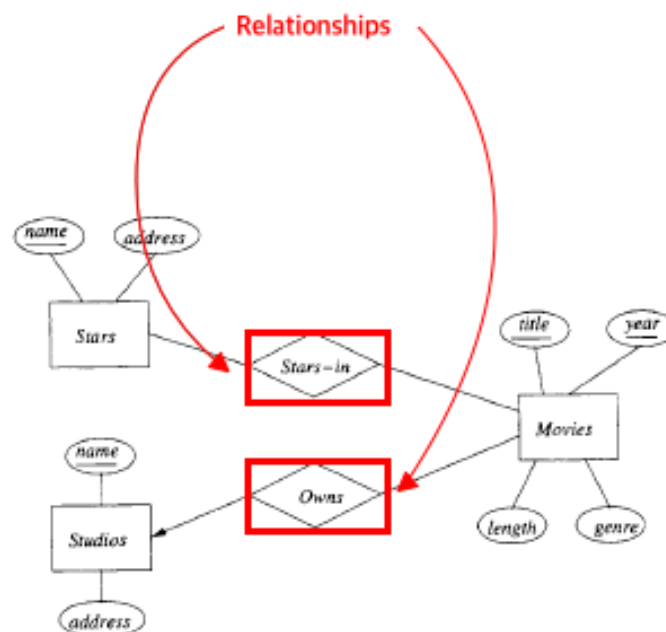 Relationships
name
address
Stars
Stars-in
title
year
Movies
name
Owns
Studios
length
genre
address